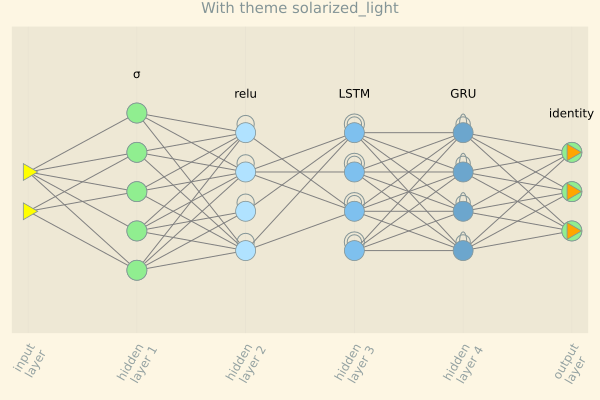 With theme solarized_light
σ
relu
LSTM
GRU
identity
input
layer
hidden
layer 1
hidden
layer 2
hidden
layer 3
hidden
layer 4
output
layer